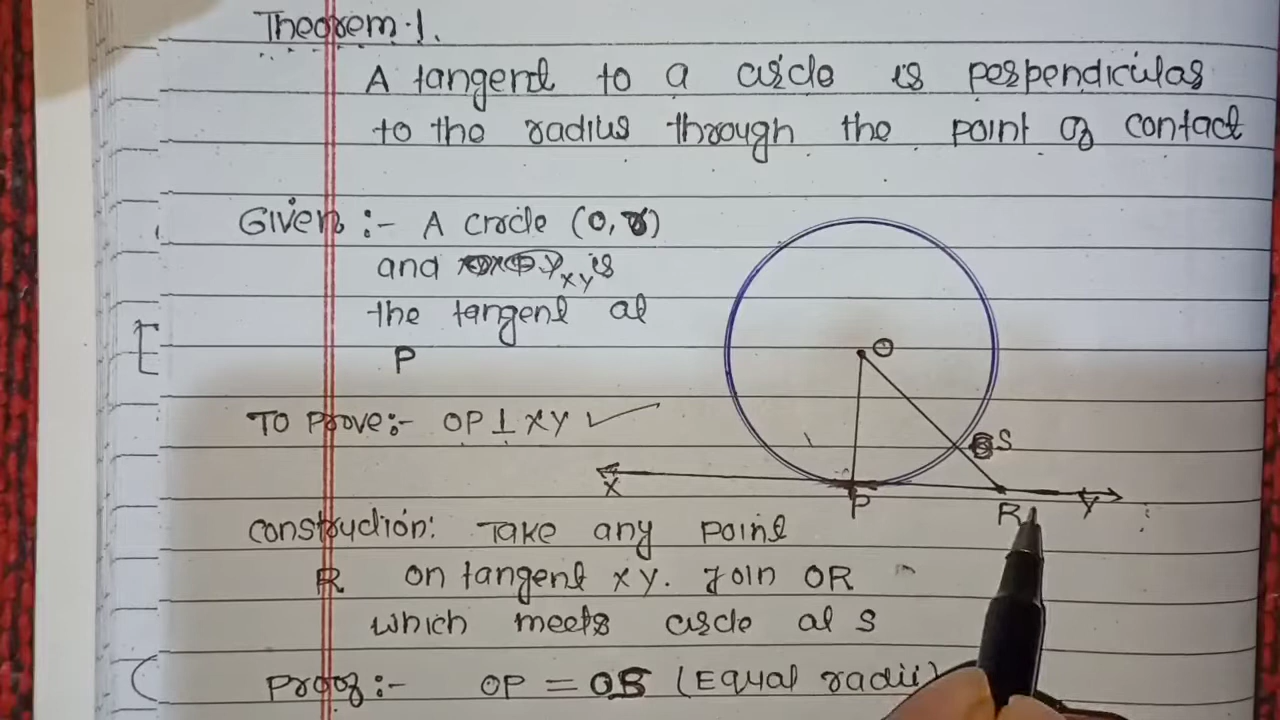 Theorem.1.
A tangent to a circle is perpendicular
to the radius through the point of contact
Given :- A circle (O, r)
and XY is
the tangent at
P
To Prove:- OP ⊥ XY ✓
Construction: Take any point
R on tangent XY. Join OR
which meets circle at S
Proof:- OP = OS (Equal radii)
O
S
X
P
R
Y